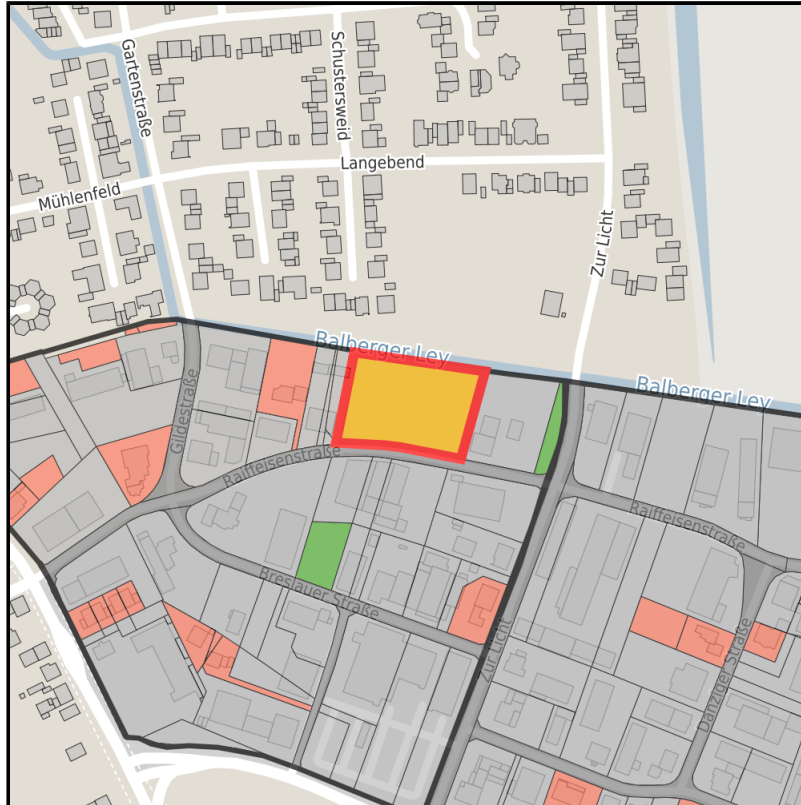 Gartenstraße
Schustersweid
Langebend
Mühlenfeld
Zur Licht
Balberger Ley
Balberger Ley
Gildestraße
Raiffeisenstraße
Raiffeisenstraße
Breslauer Straße
Zur Licht
Danziger Straße